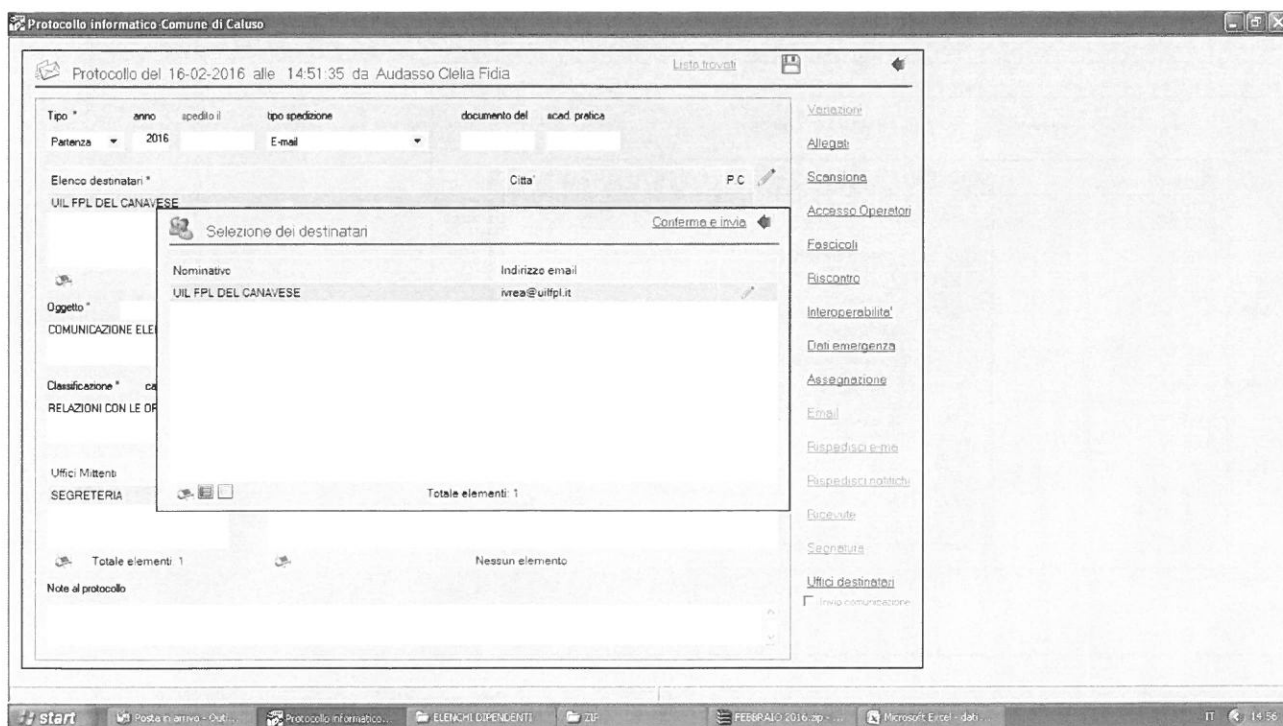 Protocollo informatico Comune di Caluso
Protocollo del 16-02-2016 alle 14:51:35 da Audasso Clelia Fidia
Lista trovati
Tipo * anno spedito il tipo spedizione documento del scad. pratica
Partenza 2016 E-mail
Elenco destinatari * Citta' P.C
UIL FPL DEL CANAVESE
Selezione dei destinatari Conferma e invia
Nominativo Indirizzo email
UIL FPL DEL CANAVESE ivrea@uilfpl.it
Totale elementi: 1
Oggetto *
COMUNICAZIONE ELE
Classificazione * ca
RELAZIONI CON LE OR
Uffici Mittenti
SEGRETERIA
Totale elementi: 1 Nessun elemento
Note al protocollo
Variazioni
Allegati
Scansiona
Accesso Operatori
Fascicoli
Riscontro
Interoperabilita'
Dati emergenza
Assegnazione
Email
Rispedisci e-ma
Rispedisci notifiche
Ricevute
Segnatura
Uffici destinatari
Invio comunicazione
start Posta in arrivo - Outl... Protocollo informatico... ELENCHI DIPENDENTI ZIP FEBBRAIO 2016.zip - ... Microsoft Excel - dati... IT 14:56